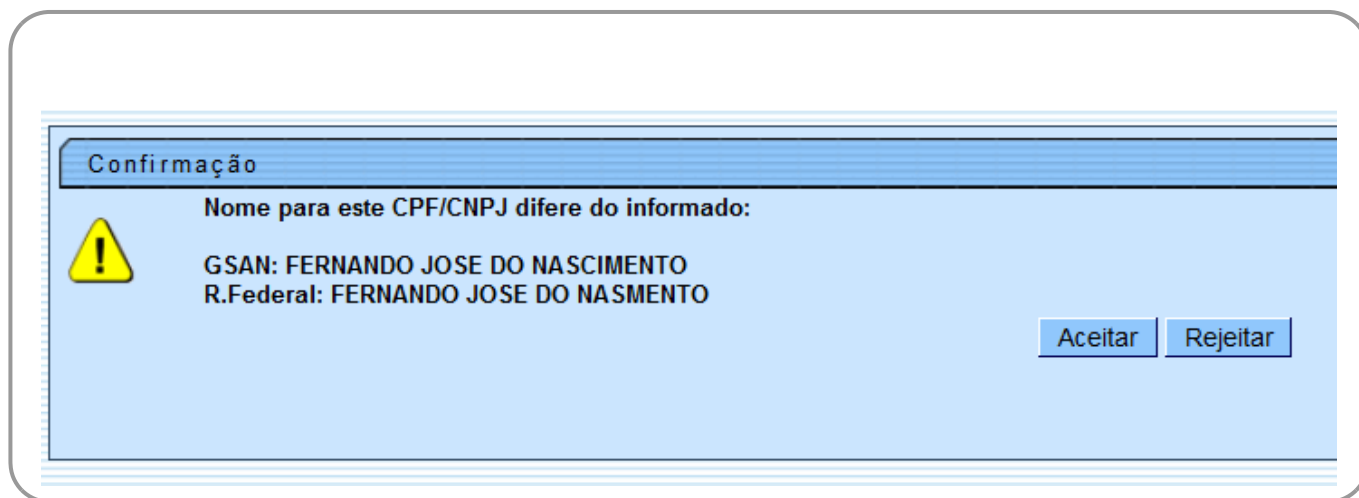 Confirmação
Nome para este CPF/CNPJ difere do informado:
GSAN: FERNANDO JOSE DO NASCIMENTO
R.Federal: FERNANDO JOSE DO NASMENTO
Aceitar Rejeitar